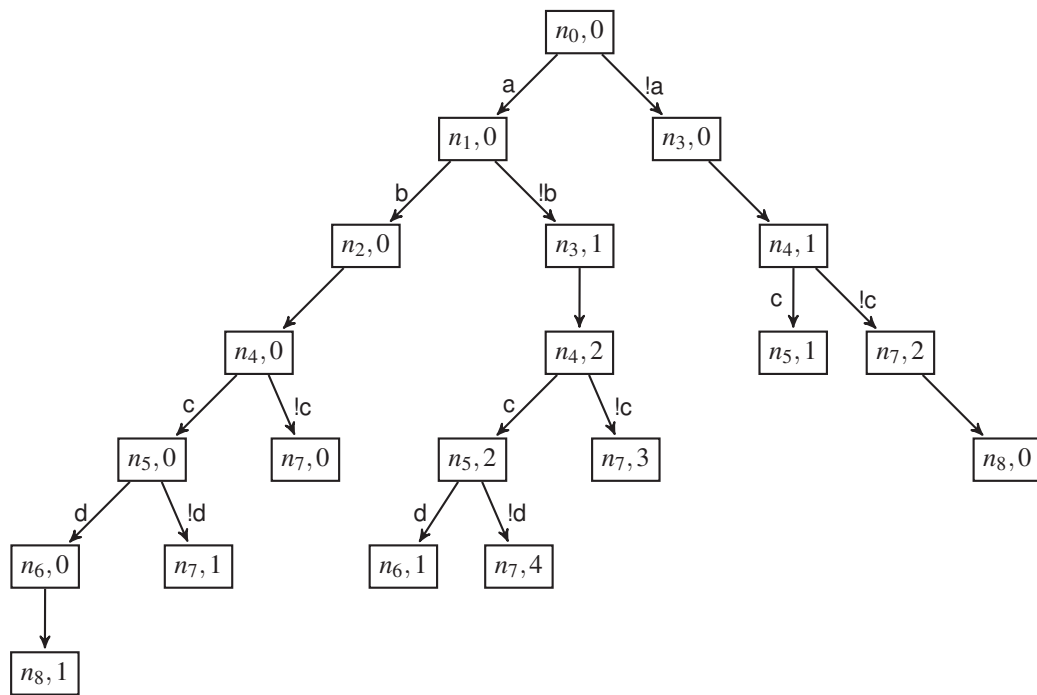 n₀, 0
a !a
n₁, 0 n₃, 0
b !b
n₂, 0 n₃, 1 n₄, 1
c !c
n₄, 0 n₄, 2 n₅, 1 n₇, 2
c !c c !c
n₅, 0 n₇, 0 n₅, 2 n₇, 3 n₈, 0
d !d d !d
n₆, 0 n₇, 1 n₆, 1 n₇, 4
n₈, 1